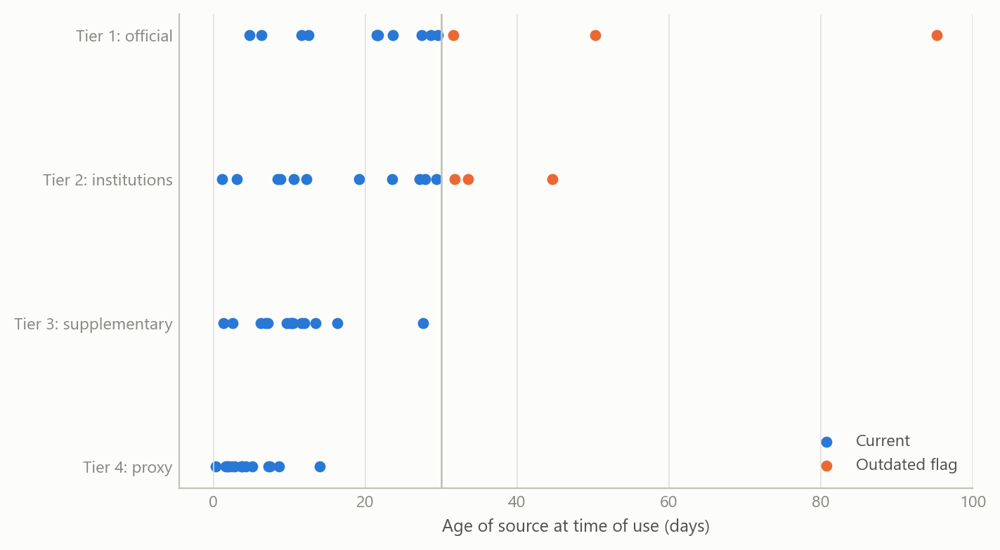 Tier 1: official
Tier 2: institutions
Tier 3: supplementary
Tier 4: proxy
Current
Outdated flag
0 20 40 60 80 100
Age of source at time of use (days)